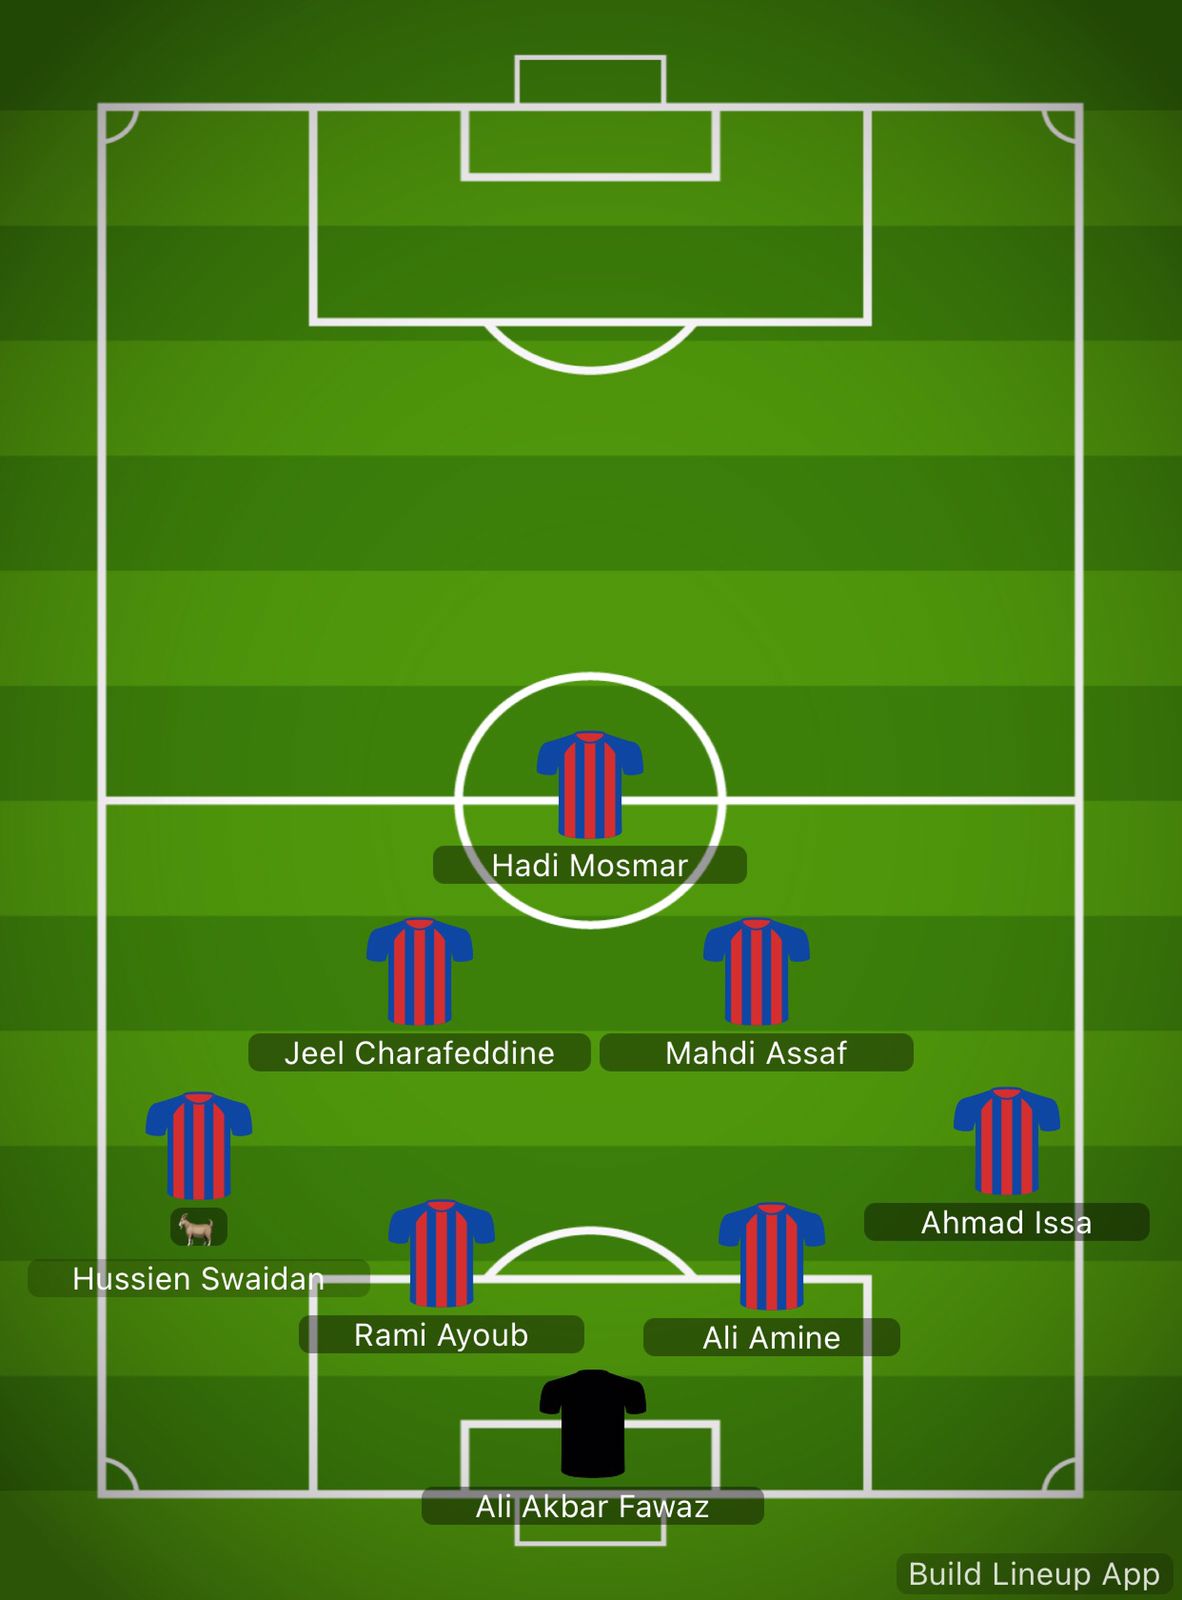 Hadi Mosmar
Jeel Charafeddine
Mahdi Assaf
Ahmad Issa
Hussien Swaidan
Rami Ayoub
Ali Amine
Ali Akbar Fawaz
Build Lineup App